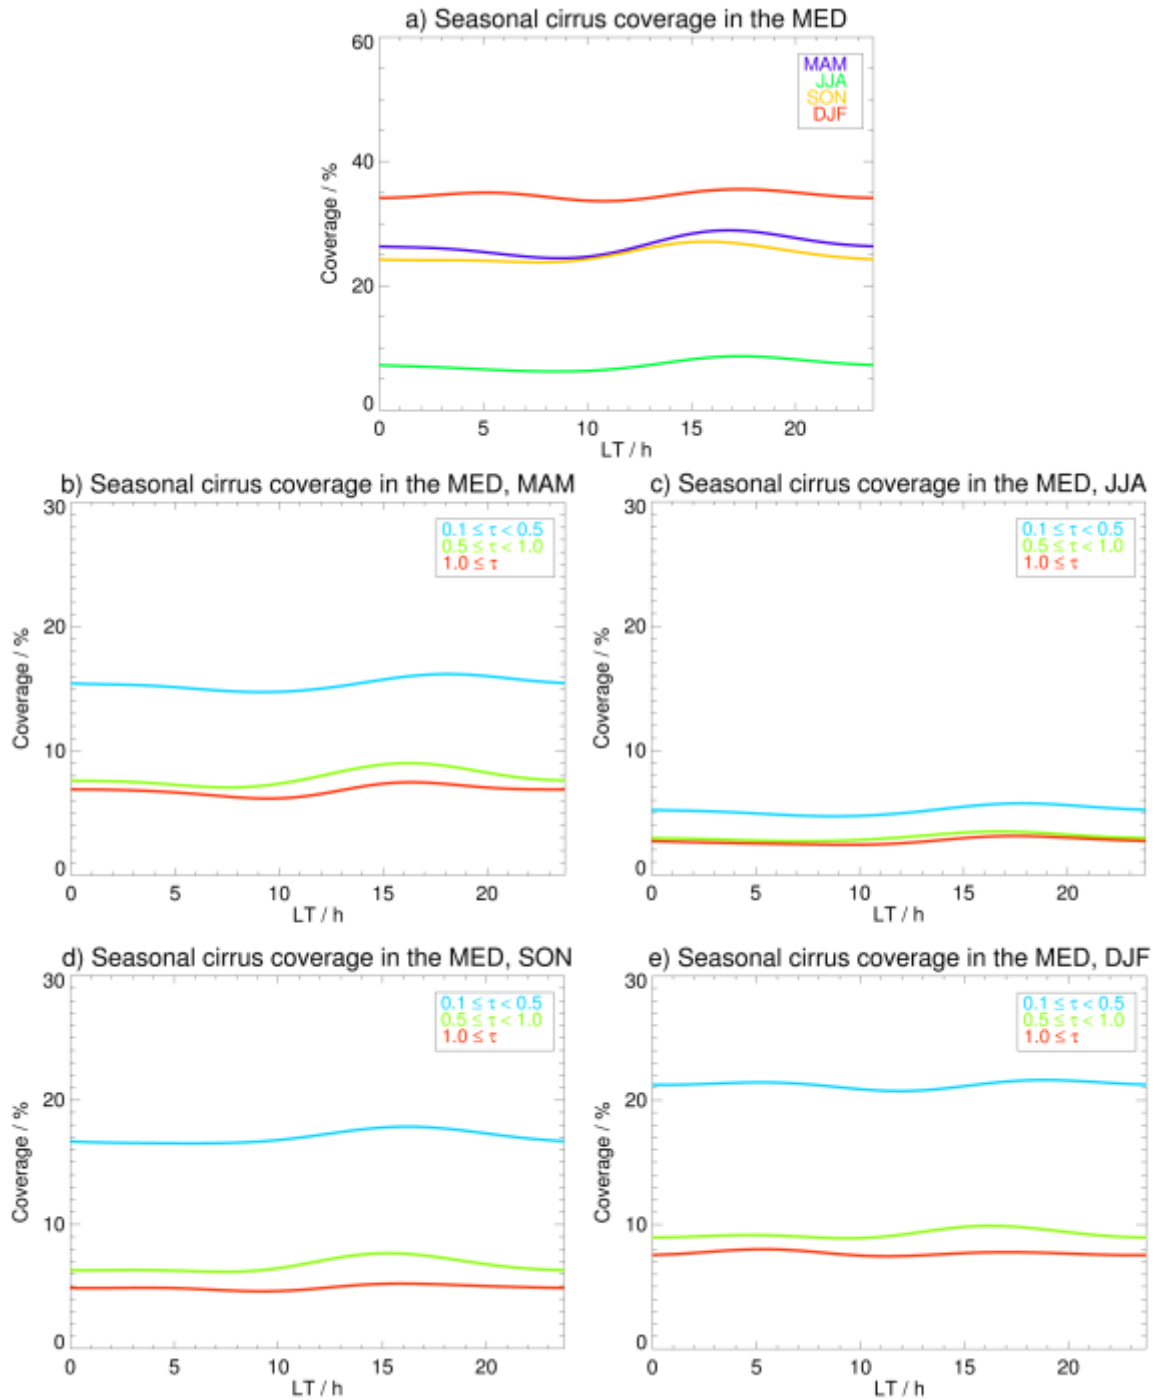 a) Seasonal cirrus coverage in the MED
60
40
20
0
Coverage / %
MAM
JJA
SON
DJF
0 5 10 15 20
LT / h
b) Seasonal cirrus coverage in the MED, MAM
30
20
10
0
Coverage / %
0.1 ≤ τ < 0.5
0.5 ≤ τ < 1.0
1.0 ≤ τ
0 5 10 15 20
LT / h
c) Seasonal cirrus coverage in the MED, JJA
30
20
10
0
Coverage / %
0.1 ≤ τ < 0.5
0.5 ≤ τ < 1.0
1.0 ≤ τ
0 5 10 15 20
LT / h
d) Seasonal cirrus coverage in the MED, SON
30
20
10
0
Coverage / %
0.1 ≤ τ < 0.5
0.5 ≤ τ < 1.0
1.0 ≤ τ
0 5 10 15 20
LT / h
e) Seasonal cirrus coverage in the MED, DJF
30
20
10
0
Coverage / %
0.1 ≤ τ < 0.5
0.5 ≤ τ < 1.0
1.0 ≤ τ
0 5 10 15 20
LT / h